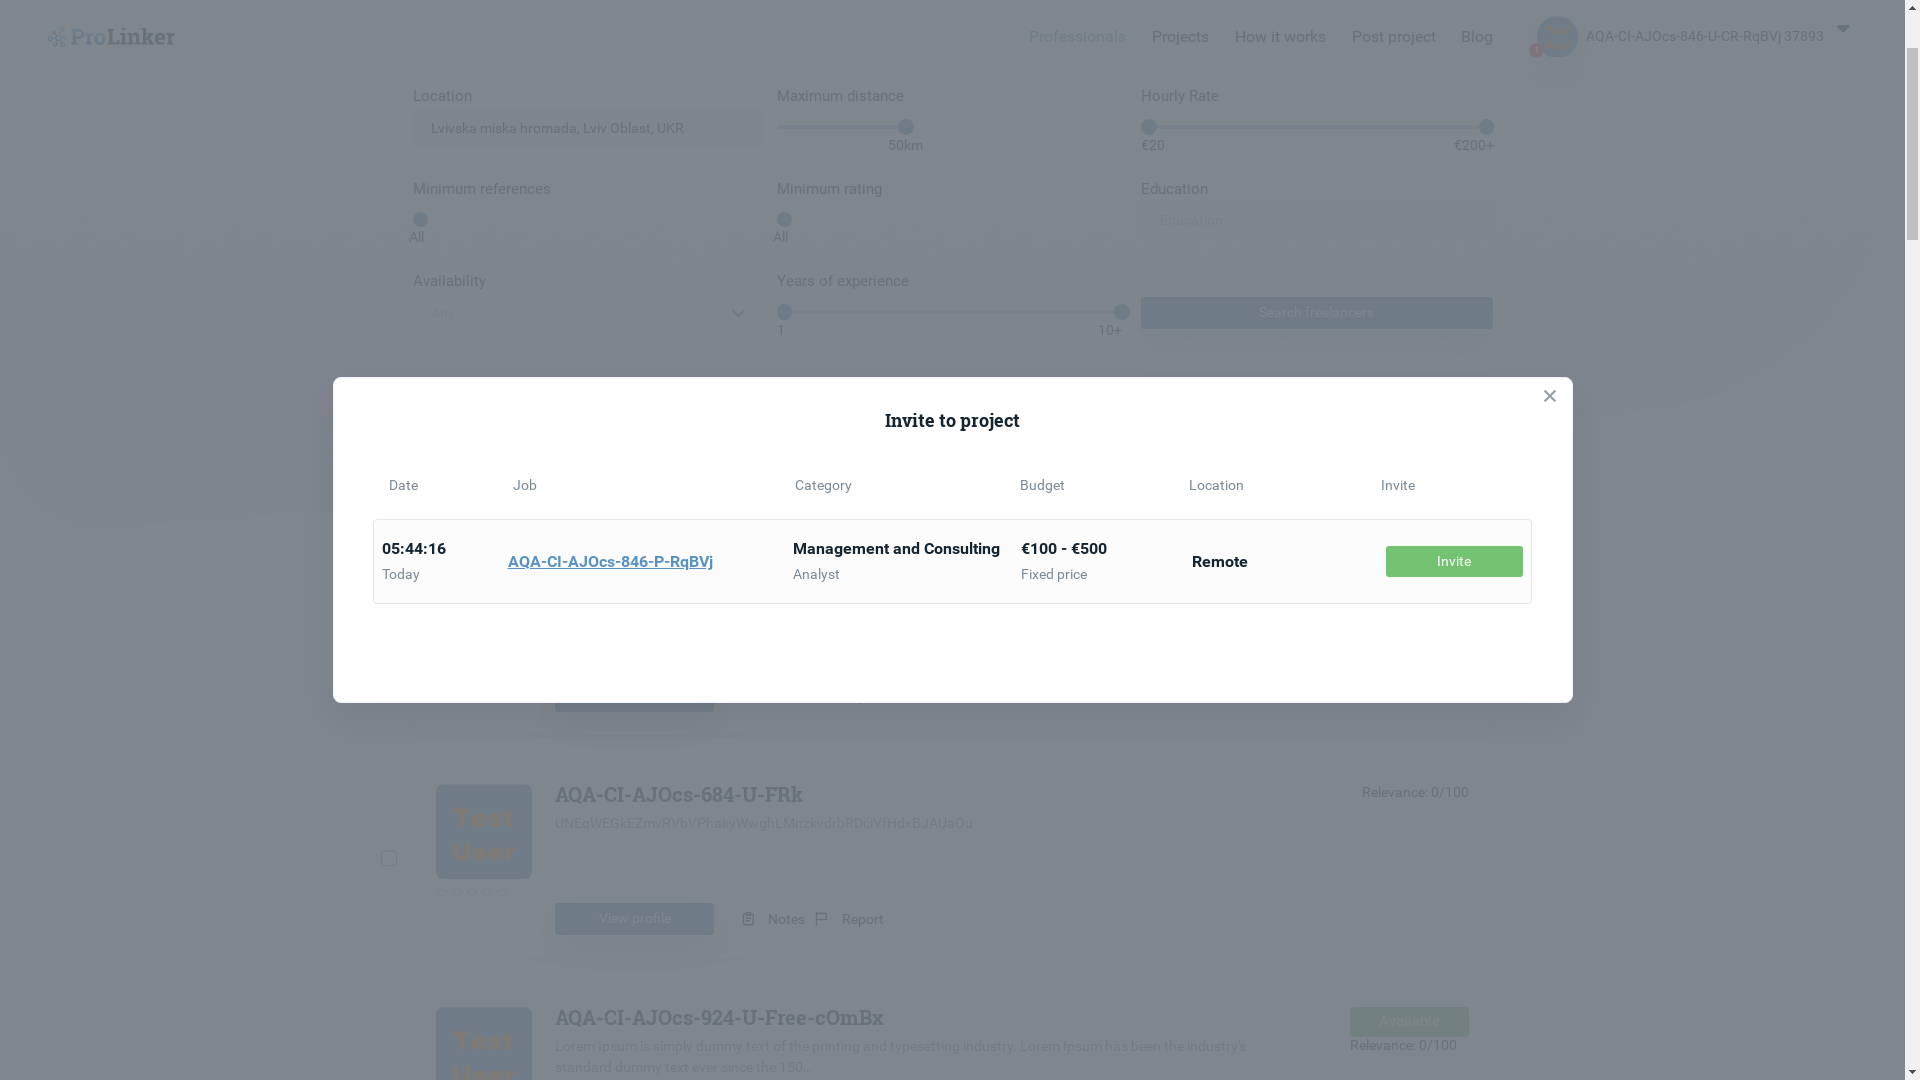 ProLinker
Professionals Projects How it works Post project Blog
1
AQA-CI-AJOcs-846-U-CR-RqBVj 37893
Location Maximum distance Hourly Rate
Lvivska miska hromada, Lviv Oblast, UKR
50km €20 €200+
Minimum references Minimum rating Education
Education
All All
Availability Years of experience
Any Search freelancers
1 10+
Invite to project
Date Job Category Budget Location Invite
05:44:16 AQA-CI-AJOcs-846-P-RqBVj Management and Consulting €100 - €500 Remote Invite
Today Analyst Fixed price
AQA-CI-AJOcs-684-U-FRk Relevance: 0/100
Test
User
View profile Notes Report
AQA-CI-AJOcs-924-U-Free-cOmBx Available
Test
User
Lorem Ipsum is simply dummy text of the printing and typesetting industry. Lorem Ipsum has been the industry's Relevance: 0/100
standard dummy text ever since the 150...